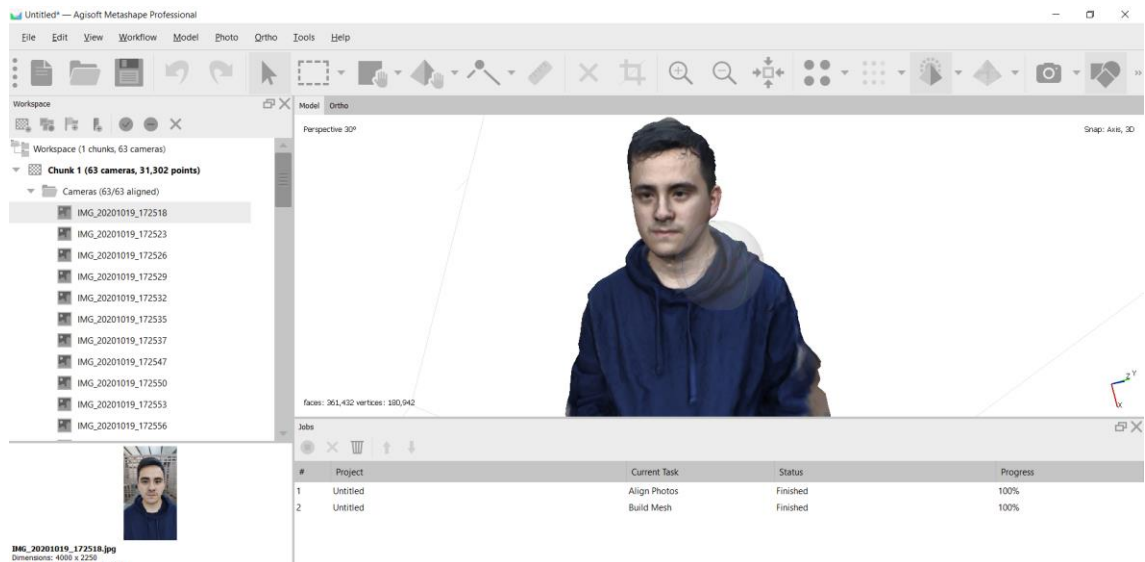 Untitled* — Agisoft Metashape Professional
File Edit View Workflow Model Photo Ortho Tools Help
Workspace
Workspace (1 chunks, 63 cameras)
Chunk 1 (63 cameras, 31,302 points)
Cameras (63/63 aligned)
IMG_20201019_172518
IMG_20201019_172523
IMG_20201019_172526
IMG_20201019_172529
IMG_20201019_172532
IMG_20201019_172535
IMG_20201019_172537
IMG_20201019_172547
IMG_20201019_172550
IMG_20201019_172553
IMG_20201019_172556
IMG_20201019_172518.jpg
Dimensions: 4000 x 2250
Model Ortho
Perspective 30°
Snap: Axis, 3D
faces: 361,432 vertices: 180,942
Z Y
X
Jobs
# Project Current Task Status Progress
1 Untitled Align Photos Finished 100%
2 Untitled Build Mesh Finished 100%